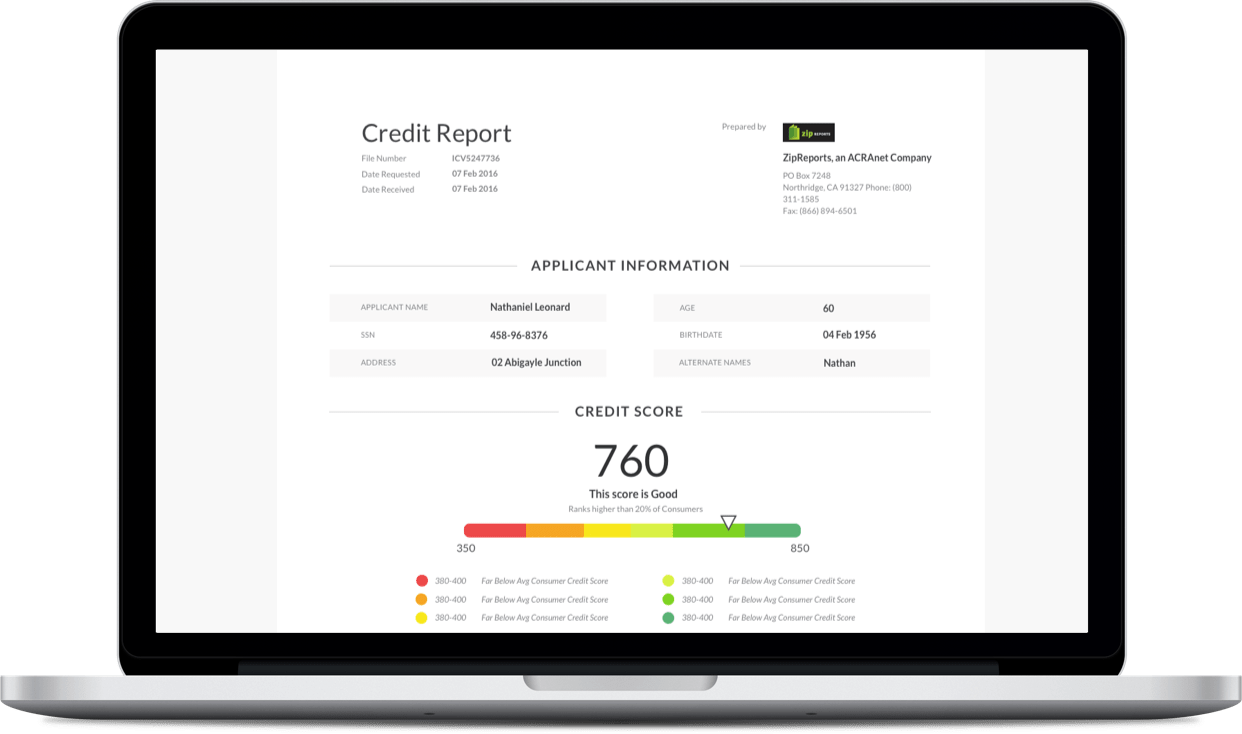 Credit Report
File Number ICV5247736
Date Requested 07 Feb 2016
Date Received 07 Feb 2016
Prepared by
zip REPORTS
ZipReports, an ACRAnet Company
PO Box 7248
Northridge, CA 91327 Phone: (800)
311-1585
Fax: (866) 894-6501
APPLICANT INFORMATION
APPLICANT NAME Nathaniel Leonard
SSN 458-96-8376
ADDRESS 02 Abigayle Junction
AGE 60
BIRTHDATE 04 Feb 1956
ALTERNATE NAMES Nathan
CREDIT SCORE
760
This score is Good
Ranks higher than 20% of Consumers
350 850
380-400 Far Below Avg Consumer Credit Score
380-400 Far Below Avg Consumer Credit Score
380-400 Far Below Avg Consumer Credit Score
380-400 Far Below Avg Consumer Credit Score
380-400 Far Below Avg Consumer Credit Score
380-400 Far Below Avg Consumer Credit Score